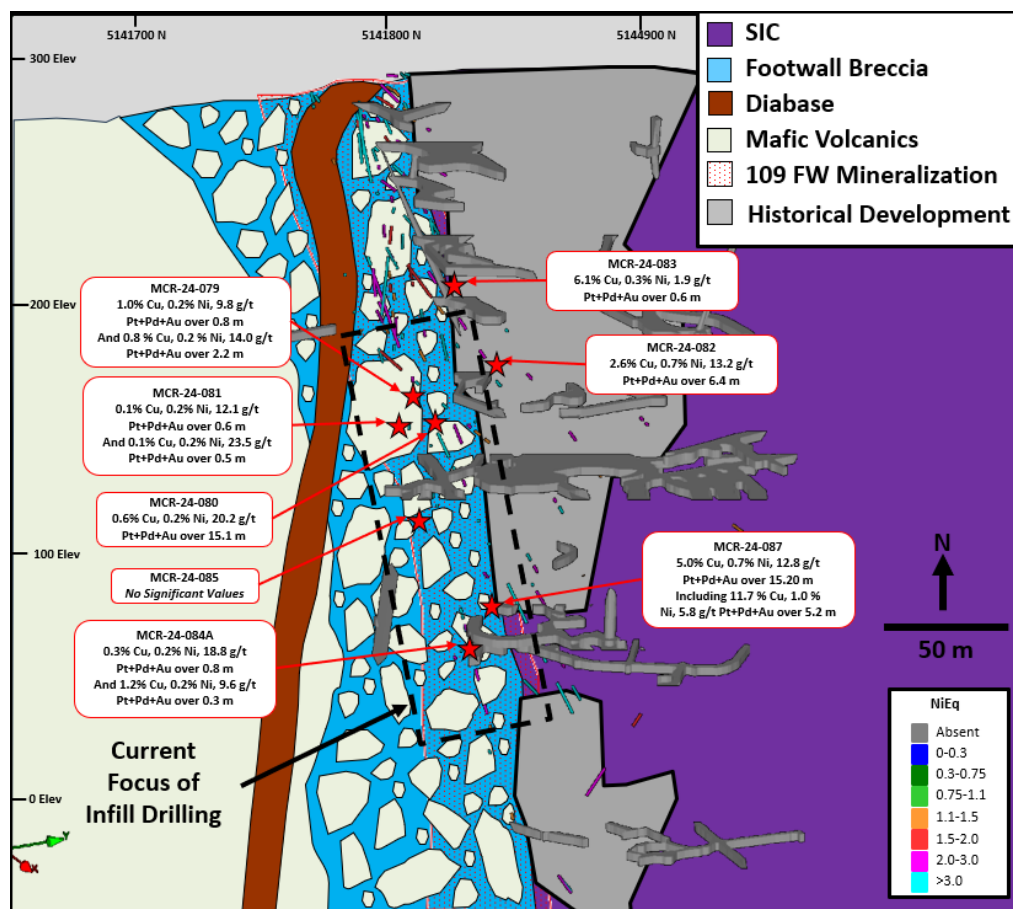 5141700 N
5141800 N
5144900 N
300 Elev
200 Elev
100 Elev
0 Elev
SIC
Footwall Breccia
Diabase
Mafic Volcanics
109 FW Mineralization
Historical Development
MCR-24-079
1.0% Cu, 0.2% Ni, 9.8 g/t
Pt+Pd+Au over 0.8 m
And 0.8 % Cu, 0.2 % Ni, 14.0 g/t
Pt+Pd+Au over 2.2 m
MCR-24-083
6.1% Cu, 0.3% Ni, 1.9 g/t
Pt+Pd+Au over 0.6 m
MCR-24-082
2.6% Cu, 0.7% Ni, 13.2 g/t
Pt+Pd+Au over 6.4 m
MCR-24-081
0.1% Cu, 0.2% Ni, 12.1 g/t
Pt+Pd+Au over 0.6 m
And 0.1% Cu, 0.2% Ni, 23.5 g/t
Pt+Pd+Au over 0.5 m
MCR-24-080
0.6% Cu, 0.2% Ni, 20.2 g/t
Pt+Pd+Au over 15.1 m
MCR-24-085
No Significant Values
MCR-24-087
5.0% Cu, 0.7% Ni, 12.8 g/t
Pt+Pd+Au over 15.20 m
Including 11.7 % Cu, 1.0 %
Ni, 5.8 g/t Pt+Pd+Au over 5.2 m
MCR-24-084A
0.3% Cu, 0.2% Ni, 18.8 g/t
Pt+Pd+Au over 0.8 m
And 1.2% Cu, 0.2% Ni, 9.6 g/t
Pt+Pd+Au over 0.3 m
N
50 m
Current
Focus of
Infill Drilling
NiEq
Absent
0-0.3
0.3-0.75
0.75-1.1
1.1-1.5
1.5-2.0
2.0-3.0
>3.0
Y
X